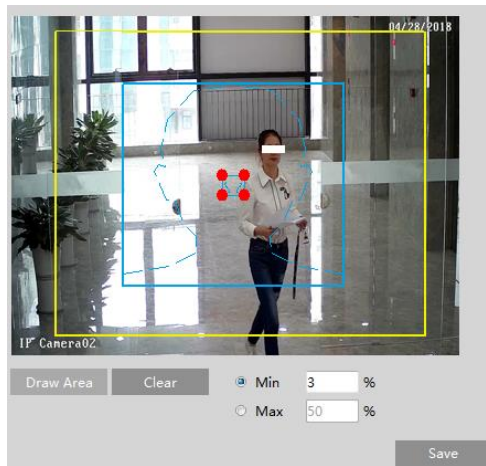 04/28/2018
IP Camera02
Draw Area Clear
Min 3 %
Max 50 %
Save